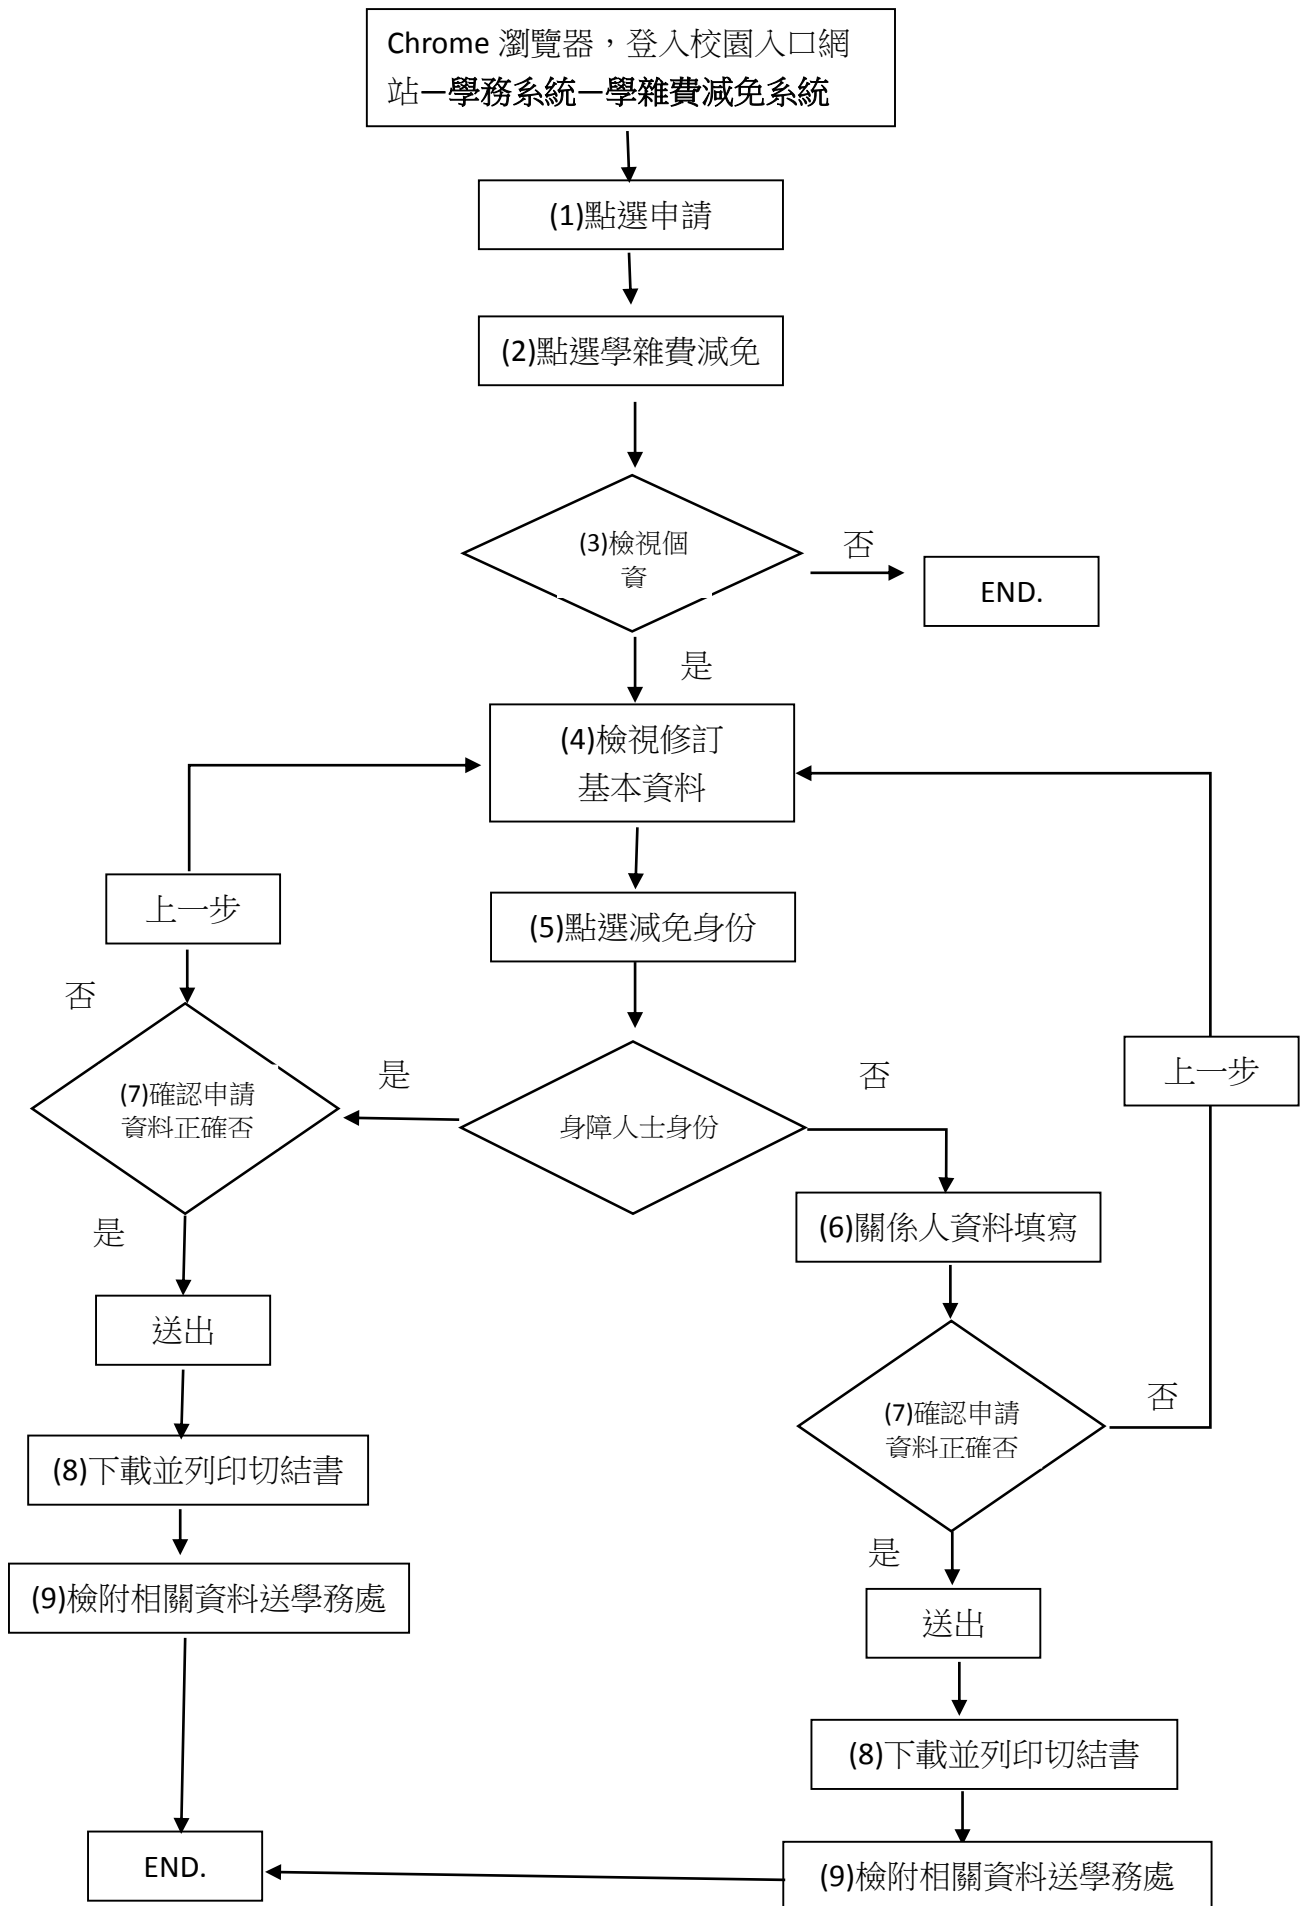 Chrome 瀏覽器，登入校園入口網
站—學務系統—學雜費減免系統
(1)點選申請
(2)點選學雜費減免
(3)檢視個
資
否
END.
是
(4)檢視修訂
基本資料
上一步
(5)點選減免身份
否
(7)確認申請
資料正確否
是
身障人士身份
否
上一步
是
(6)關係人資料填寫
送出
(7)確認申請
資料正確否
否
(8)下載並列印切結書
是
(9)檢附相關資料送學務處
送出
(8)下載並列印切結書
END.
(9)檢附相關資料送學務處